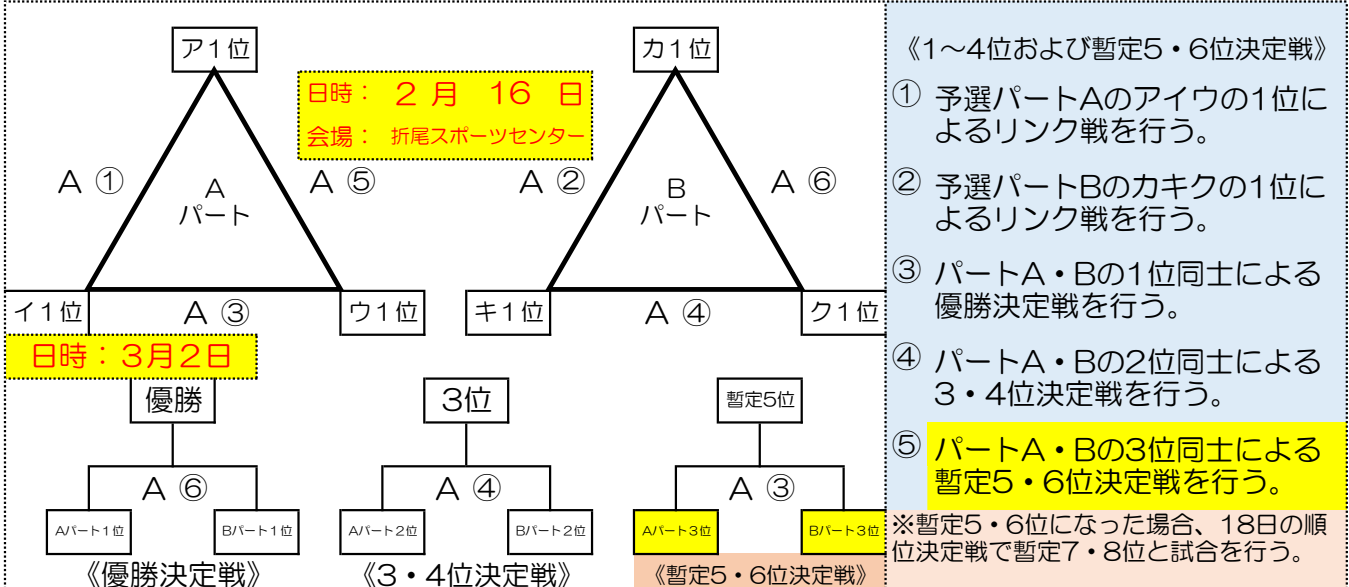 ア1位
カ1位
日時： 2 月 16 日
会場： 折尾スポーツセンター
A ①
A
パート
A ⑤
A ②
B
パート
A ⑥
イ1位
A ③
ウ1位
キ1位
A ④
ク1位
日時：3月2日
優勝
3位
暫定5位
A ⑥
A ④
A ③
Aパート1位
Bパート1位
Aパート2位
Bパート2位
Aパート3位
Bパート3位
《優勝決定戦》
《3・4位決定戦》
《暫定5・6位決定戦》
《1～4位および暫定5・6位決定戦》
① 予選パートAのアイウの1位に
よるリンク戦を行う。
② 予選パートBのカキクの1位に
よるリンク戦を行う。
③ パートA・Bの1位同士による
優勝決定戦を行う。
④ パートA・Bの2位同士による
3・4位決定戦を行う。
⑤ パートA・Bの3位同士による
暫定5・6位決定戦を行う。
※暫定5・6位になった場合、18日の順
位決定戦で暫定7・8位と試合を行う。